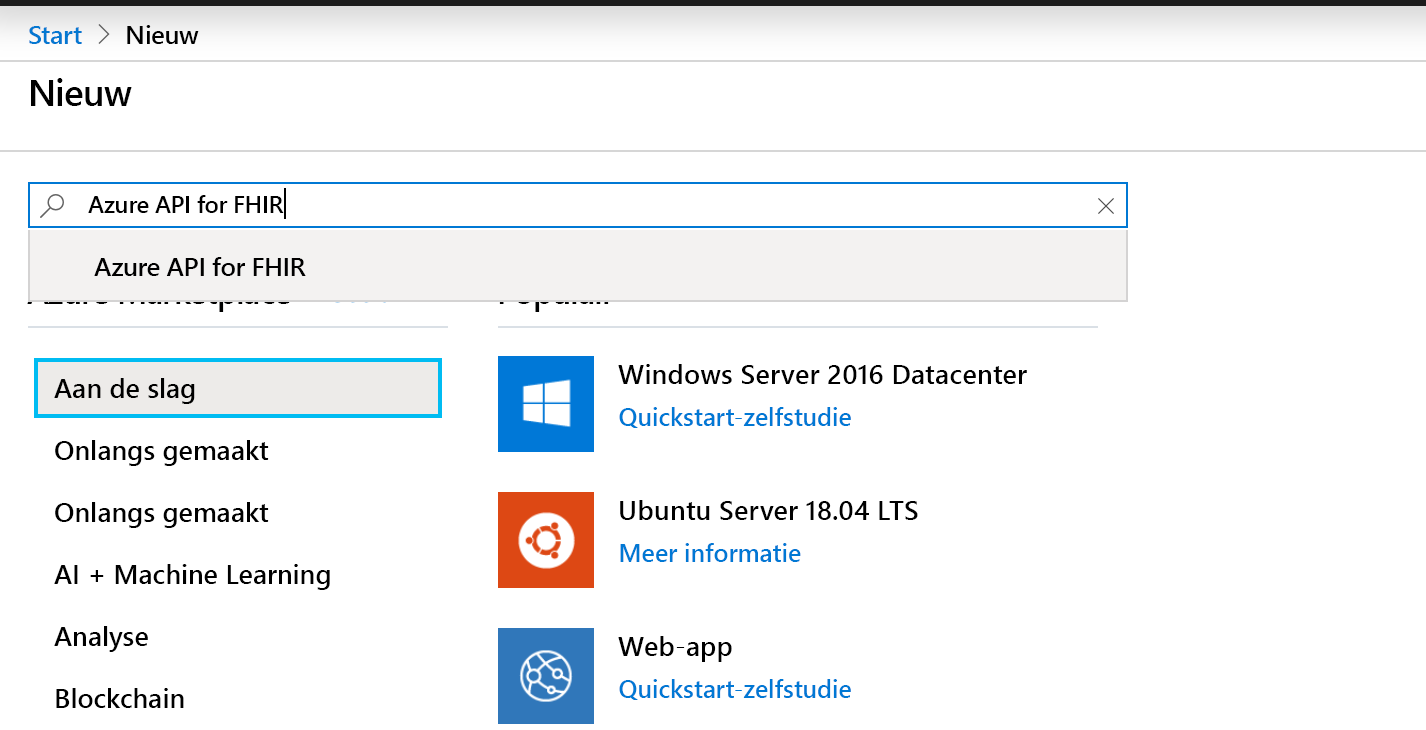 Start > Nieuw
Nieuw
Azure API for FHIR
Azure API for FHIR
Aan de slag
Onlangs gemaakt
Onlangs gemaakt
AI + Machine Learning
Analyse
Blockchain
Windows Server 2016 Datacenter
Quickstart-zelfstudie
Ubuntu Server 18.04 LTS
Meer informatie
Web-app
Quickstart-zelfstudie